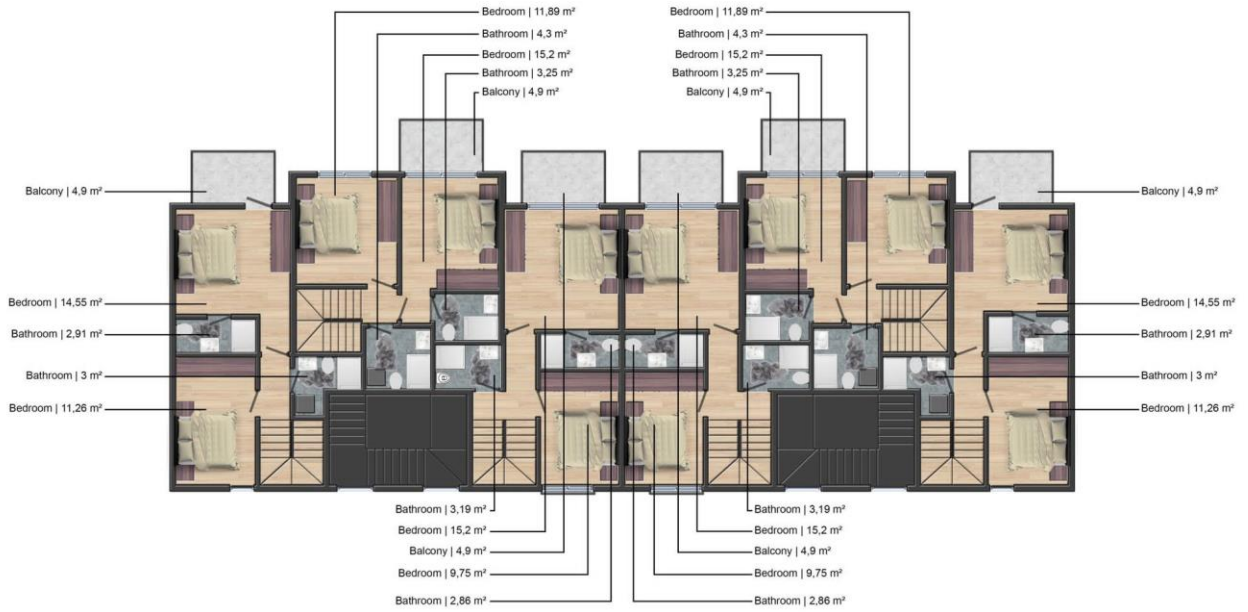 Bedroom | 11,89 m²
Bathroom | 4,3 m²
Bedroom | 15,2 m²
Bathroom | 3,25 m²
Balcony | 4,9 m²
Bedroom | 11,89 m²
Bathroom | 4,3 m²
Bedroom | 15,2 m²
Bathroom | 3,25 m²
Balcony | 4,9 m²
Balcony | 4,9 m²
Bedroom | 14,55 m²
Bathroom | 2,91 m²
Bathroom | 3 m²
Bedroom | 11,26 m²
Balcony | 4,9 m²
Bedroom | 14,55 m²
Bathroom | 2,91 m²
Bathroom | 3 m²
Bedroom | 11,26 m²
Bathroom | 3,19 m²
Bedroom | 15,2 m²
Balcony | 4,9 m²
Bedroom | 9,75 m²
Bathroom | 2,86 m²
Bathroom | 3,19 m²
Bedroom | 15,2 m²
Balcony | 4,9 m²
Bedroom | 9,75 m²
Bathroom | 2,86 m²